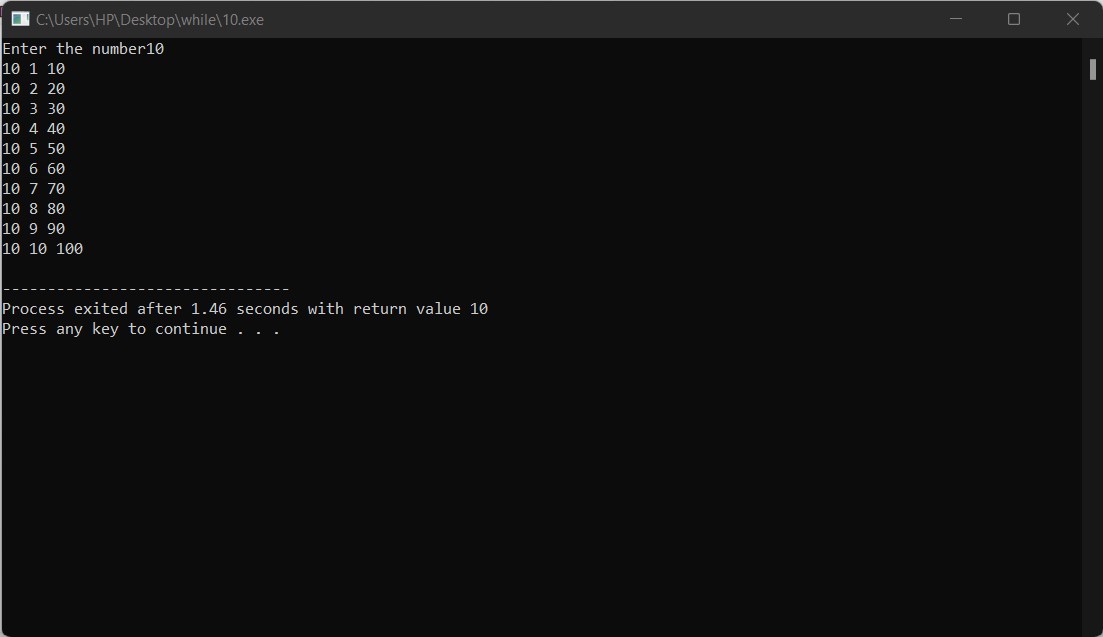 C:\Users\HP\Desktop\while\10.exe
Enter the number10
10 1 10
10 2 20
10 3 30
10 4 40
10 5 50
10 6 60
10 7 70
10 8 80
10 9 90
10 10 100
--------------------------------
Process exited after 1.46 seconds with return value 10
Press any key to continue . . .